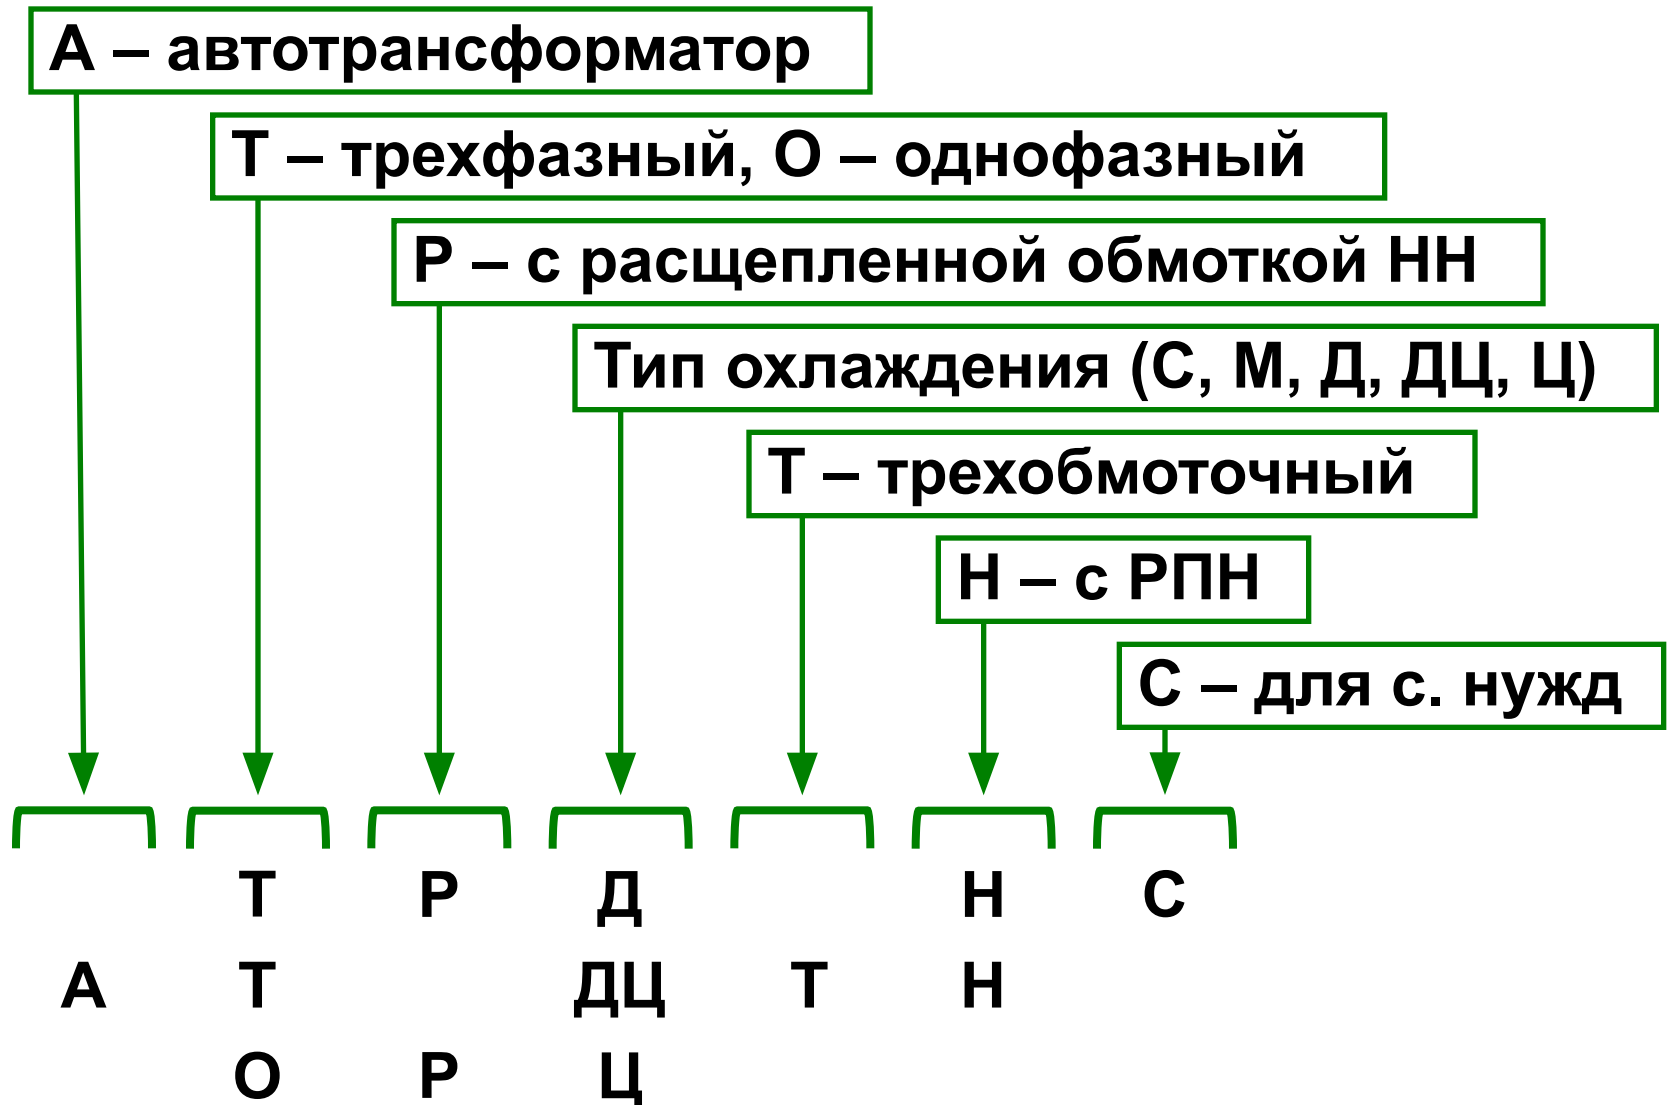 А – автотрансформатор
Т – трехфазный, О – однофазный
Р – с расщепленной обмоткой НН
Тип охлаждения (С, М, Д, ДЦ, Ц)
Т – трехобмоточный
Н – с РПН
С – для с. нужд
Т Р Д Н С
А Т ДЦ Т Н
О Р Ц